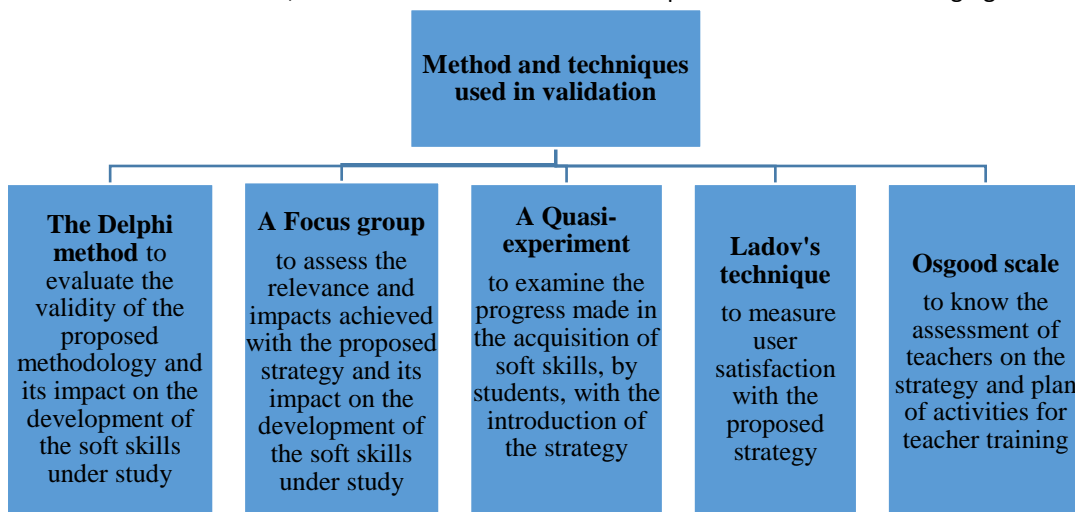 Method and techniques
used in validation
The Delphi
method to
evaluate the
validity of the
proposed
methodology and
its impact on the
development of
the soft skills
under study
A Focus group
to assess the
relevance and
impacts achieved
with the proposed
strategy and its
impact on the
development of
the soft skills
under study
A Quasi-
experiment
to examine the
progress made in
the acquisition of
soft skills, by
students, with the
introduction of
the strategy
Ladov's
technique
to measure
user
satisfaction
with the
proposed
strategy
Osgood scale
to know the
assessment of
teachers on the
strategy and plan
of activities for
teacher training